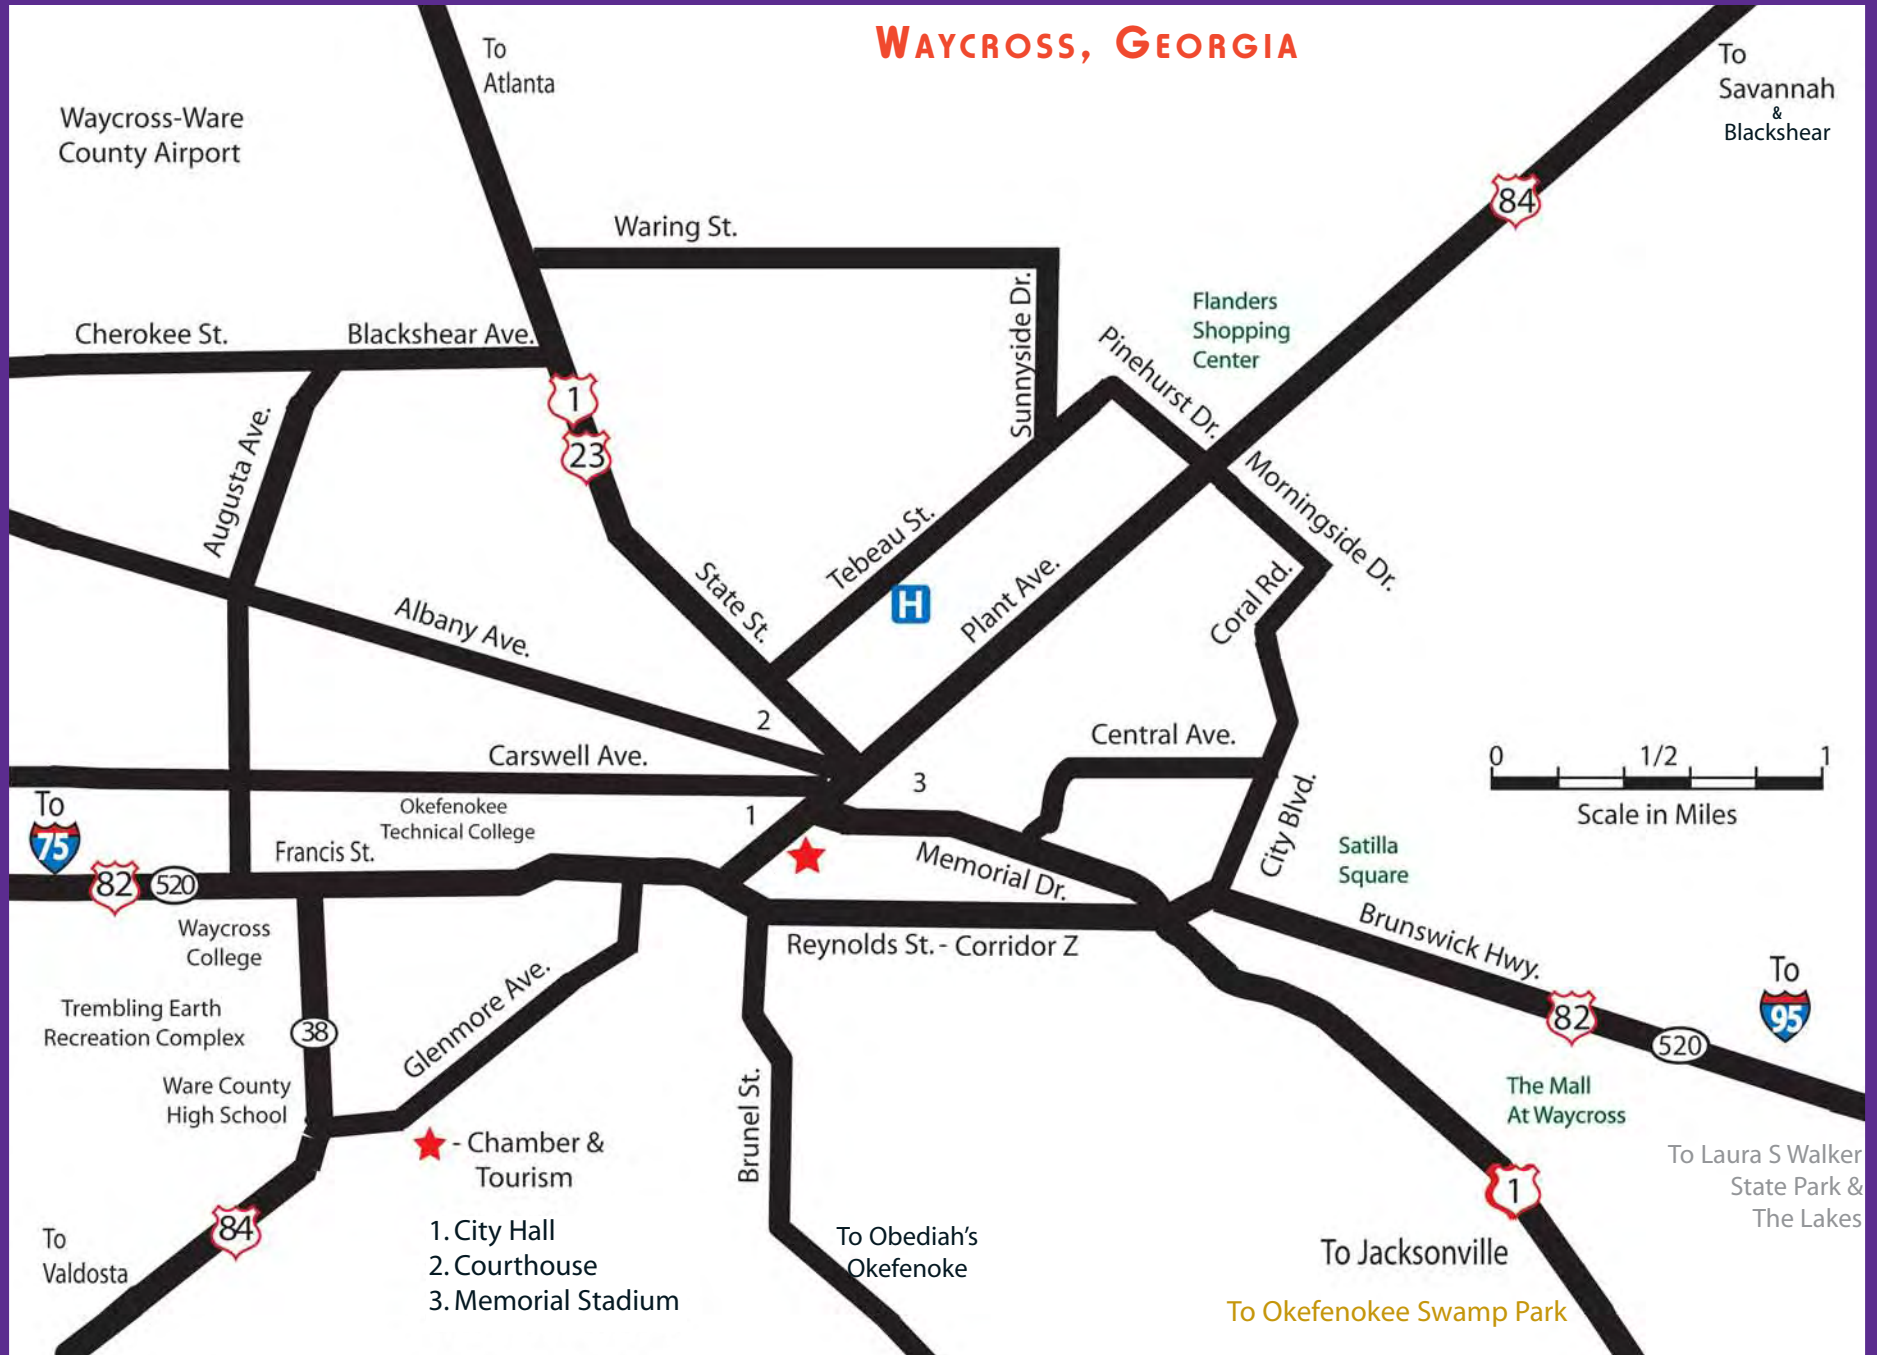 WAYCROSS, GEORGIA
To
Atlanta
To
Savannah
&
Blackshear
Waycross-Ware
County Airport
84
Waring St.
Flanders
Shopping
Center
Sunnyside Dr.
Pinehurst Dr.
Cherokee St.
Blackshear Ave.
1
23
Augusta Ave.
Morningside Dr.
Tebeau St.
H
Plant Ave.
Coral Rd.
State St.
Albany Ave.
2
Central Ave.
Carswell Ave.
3
0 1/2 1
Scale in Miles
To
75
Okefenokee
Technical College
1
City Blvd.
Francis St.
Memorial Dr.
Satilla
Square
82
520
Waycross
College
Reynolds St. - Corridor Z
Brunswick Hwy.
To
95
82
520
Trembling Earth
Recreation Complex
38
Glenmore Ave.
Ware County
High School
Brunel St.
The Mall
At Waycross
- Chamber &
Tourism
To Laura S Walker
State Park &
The Lakes
1
84
To
Valdosta
1. City Hall
2. Courthouse
3. Memorial Stadium
To Obediah's
Okefenoke
To Jacksonville
To Okefenokee Swamp Park